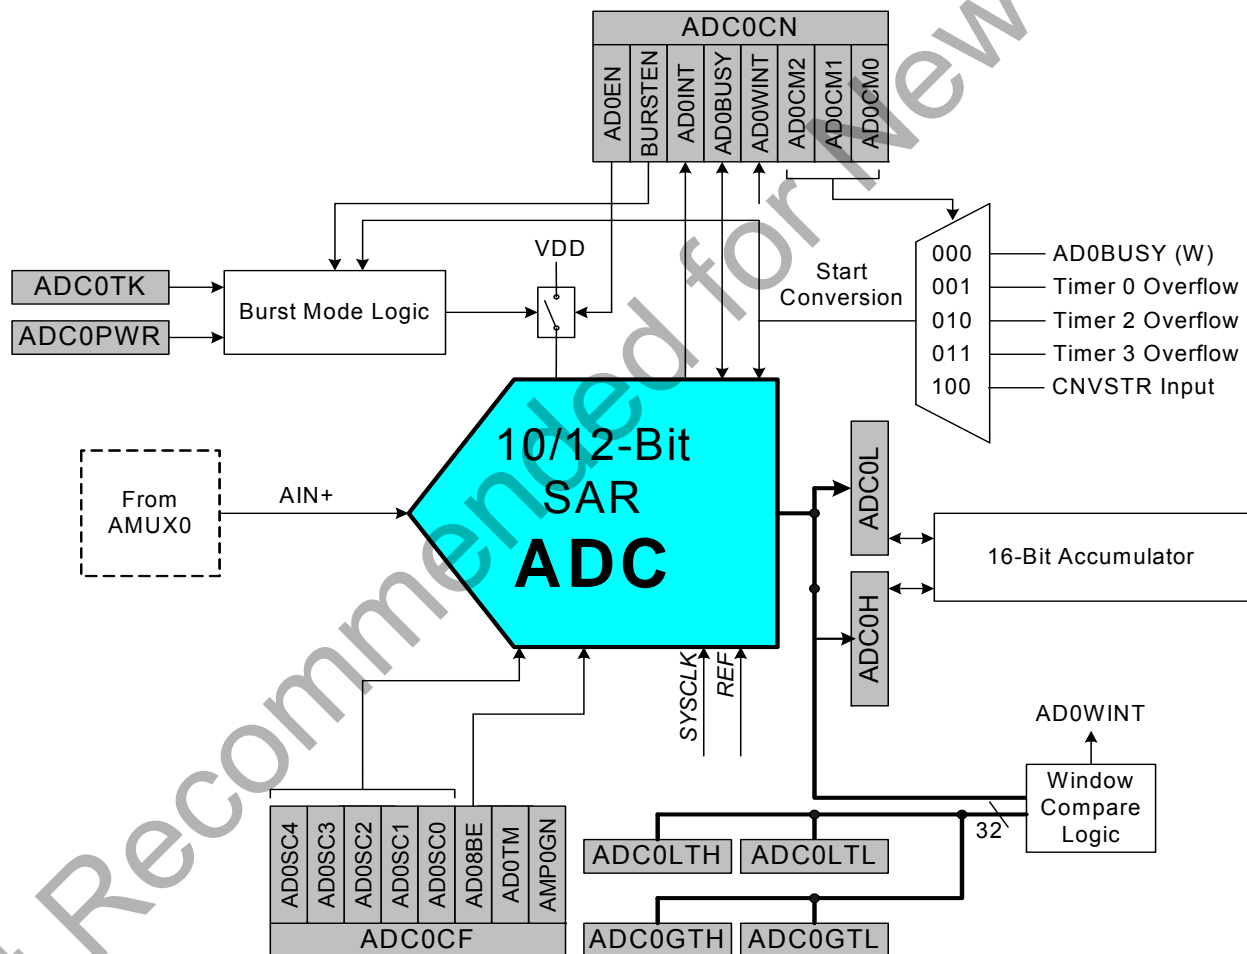 ADC0CN
AD0EN
BURSTEN
AD0INT
AD0BUSY
AD0WINT
AD0CM2
AD0CM1
AD0CM0
VDD
Start
Conversion
000
001
010
011
100
AD0BUSY (W)
Timer 0 Overflow
Timer 2 Overflow
Timer 3 Overflow
CNVSTR Input
ADC0TK
ADC0PWR
Burst Mode Logic
From
AMUX0
AIN+
10/12-Bit
SAR
ADC
ADC0L
ADC0H
16-Bit Accumulator
SYSCLK
REF
AD0WINT
Window
Compare
Logic
32
AD0SC4
AD0SC3
AD0SC2
AD0SC1
AD0SC0
AD08BE
AD0TM
AMP0GN
ADC0CF
ADC0LTH
ADC0LTL
ADC0GTH
ADC0GTL
Recommended for New